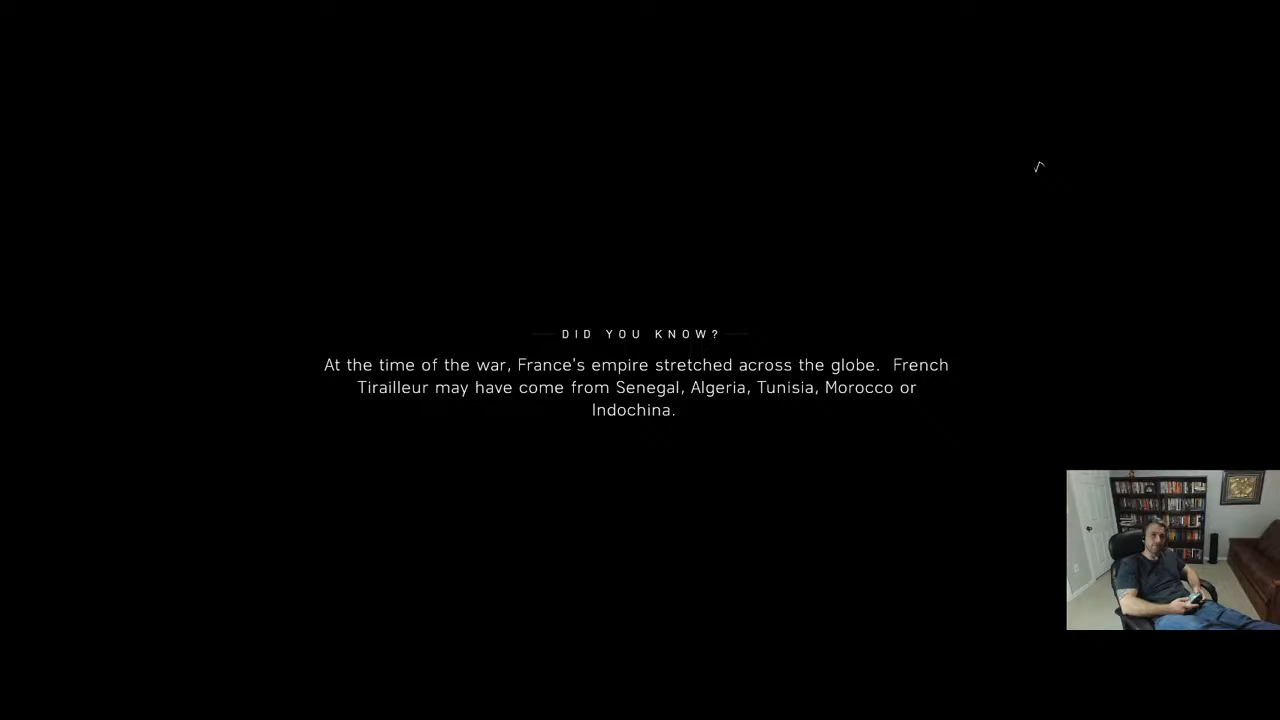 DID YOU KNOW?
At the time of the war, France's empire stretched across the globe.  French
Tirailleur may have come from Senegal, Algeria, Tunisia, Morocco or
Indochina.